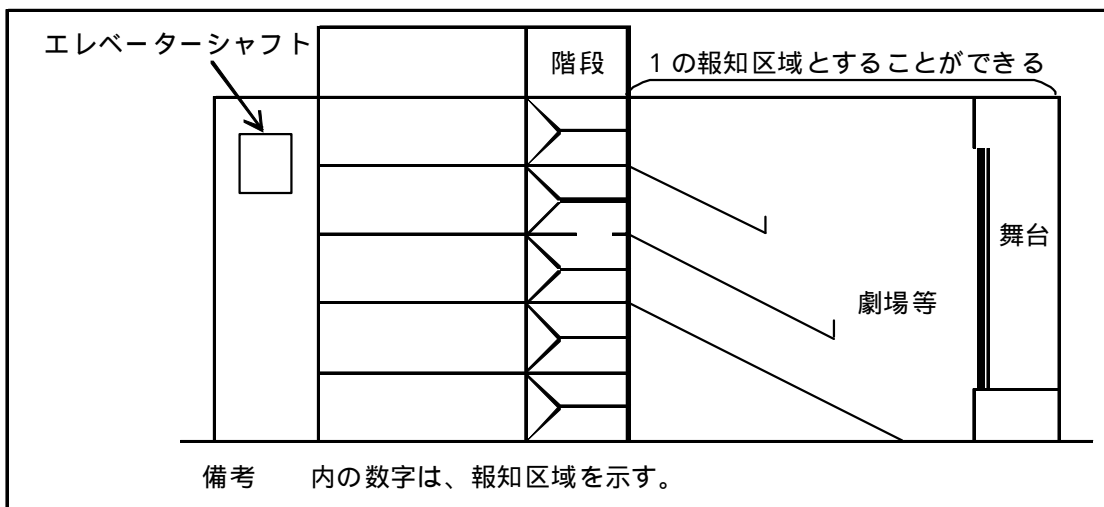 エレベーターシャフト
階段
1の報知区域とすることができる
舞台
劇場等
備考　　内の数字は、報知区域を示す。